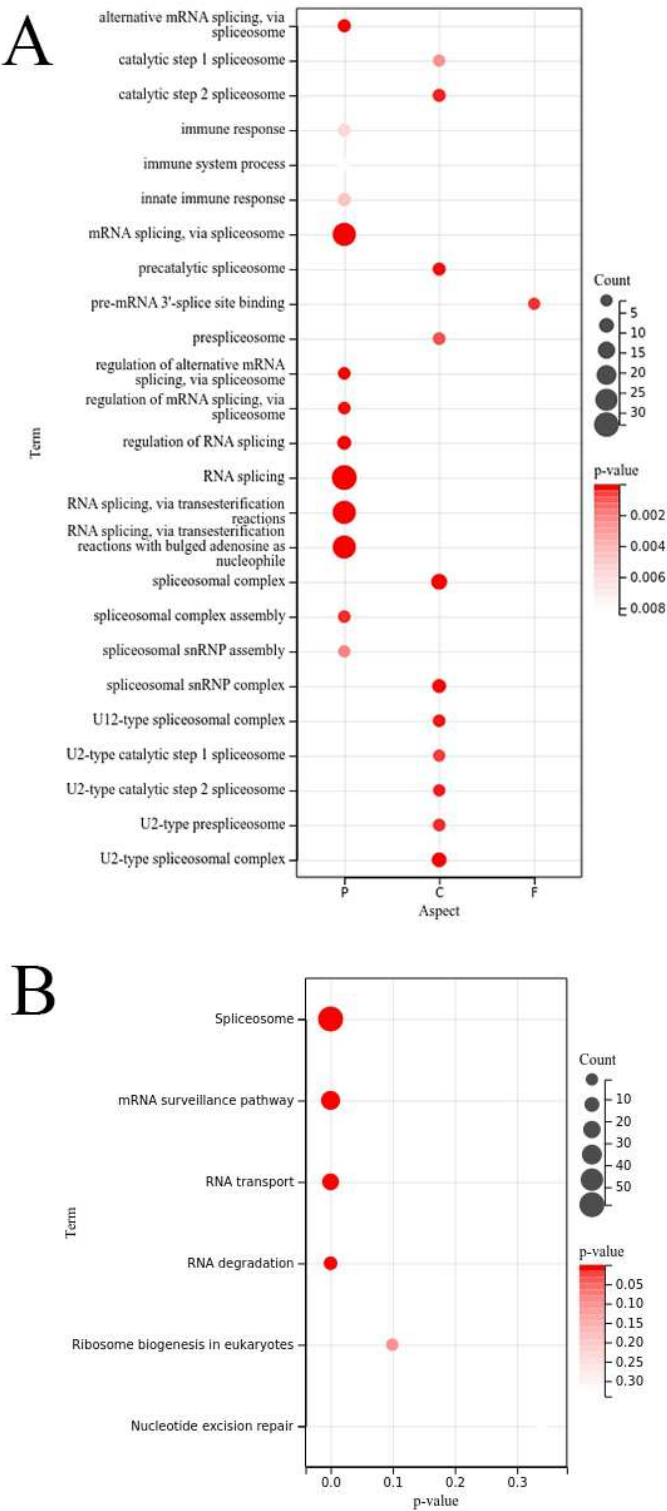 A
alternative mRNA splicing, via
spliceosome
catalytic step 1 spliceosome
catalytic step 2 spliceosome
immune response
immune system process
innate immune response
mRNA splicing, via spliceosome
precatalytic spliceosome
pre-mRNA 3'-splice site binding
prespliceosome
regulation of alternative mRNA
splicing, via spliceosome
regulation of mRNA splicing, via
spliceosome
regulation of RNA splicing
RNA splicing
RNA splicing, via transesterification
reactions
RNA splicing, via transesterification
reactions with bulged adenosine as
nucleophile
spliceosomal complex
spliceosomal complex assembly
spliceosomal snRNP assembly
spliceosomal snRNP complex
U12-type spliceosomal complex
U2-type catalytic step 1 spliceosome
U2-type catalytic step 2 spliceosome
U2-type prespliceosome
U2-type spliceosomal complex
Term
P C F
Aspect
Count
5
10
15
20
25
30
p-value
0.002
0.004
0.006
0.008
B
Spliceosome
mRNA surveillance pathway
RNA transport
RNA degradation
Ribosome biogenesis in eukaryotes
Nucleotide excision repair
Term
0.0 0.1 0.2 0.3
p-value
Count
10
20
30
40
50
p-value
0.05
0.10
0.15
0.20
0.25
0.30